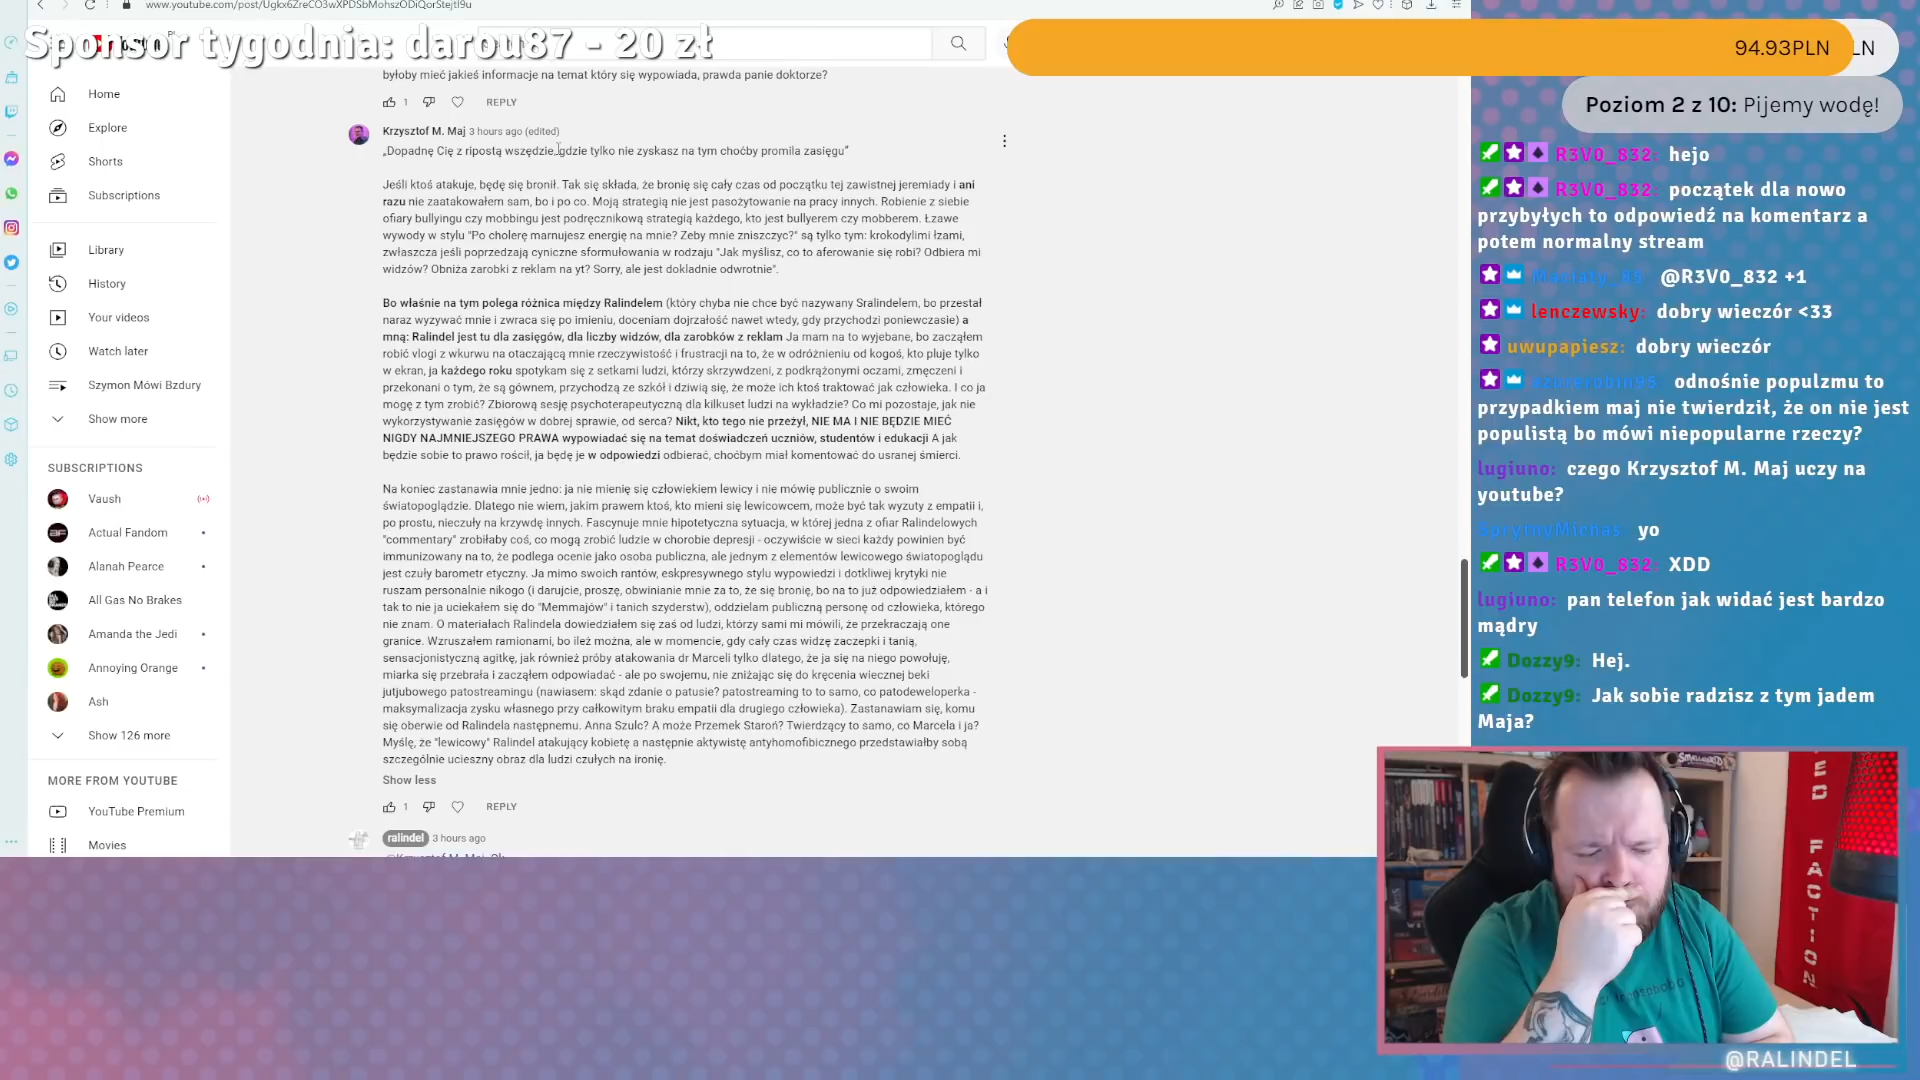 www.youtube.com/post/Ugkx6ZreCO3wXPDSbMohszODiQorStejtI9u
Sponsor tygodnia: darou87 - 20 zł
94.93PLN
LN
Poziom 2 z 10: Pijemy wodę!
Home
Explore
Shorts
Subscriptions
Library
History
Your videos
Watch later
Szymon Mówi Bzdury
Show more
SUBSCRIPTIONS
Vaush
Actual Fandom
Alanah Pearce
All Gas No Brakes
Amanda the Jedi
Annoying Orange
Ash
Show 126 more
MORE FROM YOUTUBE
YouTube Premium
Movies
byłoby mieć jakieś informacje na temat który się wypowiada, prawda panie doktorze?
1 REPLY
Krzysztof M. Maj 3 hours ago (edited)
„Dopadnę Cię z ripostą wszędzie, gdzie tylko nie zyskasz na tym choćby promila zasięgu”
Jeśli ktoś atakuje, będę się bronił. Tak się składa, że bronię się cały czas od początku tej zawistnej jeremiady i ani
razu nie zaatakowałem sam, bo i po co. Moją strategią nie jest pasożytowanie na pracy innych. Robienie z siebie
ofiary bullyingu czy mobbingu jest podręcznikową strategią każdego, kto jest bullyerem czy mobberem. Łzawe
wywody w stylu "Po cholerę marnujesz energię na mnie? Zeby mnie zniszczyc?" są tylko tym: krokodylimi łzami,
zwłaszcza jeśli poprzedzają cyniczne sformułowania w rodzaju "Jak myślisz, co to aferowanie się robi? Odbiera mi
widzów? Obniża zarobki z reklam na yt? Sorry, ale jest dokladnie odwrotnie".
Bo właśnie na tym polega różnica między Ralindelem (który chyba nie chce być nazywany Sralindelem, bo przestał
naraz wyzywać mnie i zwraca się po imieniu, doceniam dojrzałość nawet wtedy, gdy przychodzi poniewczasie) a
mną: Ralindel jest tu dla zasięgów, dla liczby widzów, dla zarobków z reklam Ja mam na to wyjebane, bo zacząłem
robić vlogi z wkurwu na otaczającą mnie rzeczywistość i frustracji na to, że w odróżnieniu od kogoś, kto pluje tylko
w ekran, ja każdego roku spotykam się z setkami ludzi, którzy skrzywdzeni, z podkrążonymi oczami, zmęczeni i
przekonani o tym, że są gównem, przychodzą ze szkół i dziwią się, że może ich ktoś traktować jak człowieka. I co ja
mogę z tym zrobić? Zbiorową sesję psychoterapeutyczną dla kilkuset ludzi na wykładzie? Co mi pozostaje, jak nie
wykorzystywanie zasięgów w dobrej sprawie, od serca? Nikt, kto tego nie przeżył, NIE MA I NIE BĘDZIE MIEĆ
NIGDY NAJMNIEJSZEGO PRAWA wypowiadać się na temat doświadczeń uczniów, studentów i edukacji A jak
będzie sobie to prawo rościł, ja będę je w odpowiedzi odbierać, choćbym miał komentować do usranej śmierci.
Na koniec zastanawia mnie jedno: ja nie mienię się człowiekiem lewicy i nie mówię publicznie o swoim
światopoglądzie. Dlatego nie wiem, jakim prawem ktoś, kto mieni się lewicowcem, może być tak wyzuty z empatii i,
po prostu, nieczuły na krzywdę innych. Fascynuje mnie hipotetyczna sytuacja, w której jedna z ofiar Ralindelowych
"commentary" zrobiłaby coś, co mogą zrobić ludzie w chorobie depresji - oczywiście w sieci każdy powinien być
immunizowany na to, że podlega ocenie jako osoba publiczna, ale jednym z elementów lewicowego światopoglądu
jest czuły barometr etyczny. Ja mimo swoich rantów, eskpresywnego stylu wypowiedzi i dotkliwej krytyki nie
ruszam personalnie nikogo (i darujcie, proszę, obwinianie mnie za to, że się bronię, bo na to już odpowiedziałem - a i
tak to nie ja uciekałem się do "Memmajów" i tanich szyderstw), oddzielam publiczną personę od człowieka, którego
nie znam. O materiałach Ralindela dowiedziałem się zaś od ludzi, którzy sami mi mówili, że przekraczają one
granice. Wzruszałem ramionami, bo ileż można, ale w momencie, gdy cały czas widzę zaczepki i tanią,
sensacjonistyczną agitkę, jak również próby atakowania dr Marceli tylko dlatego, że ja się na niego powołuję,
miarka się przebrała i zacząłem odpowiadać - ale po swojemu, nie zniżając się do kręcenia wiecznej beki
jutjubowego patostreamingu (nawiasem: skąd zdanie o patusie? patostreaming to to samo, co patodeweloperka -
maksymalizacja zysku własnego przy całkowitym braku empatii dla drugiego człowieka). Zastanawiam się, komu
się oberwie od Ralindela następnemu. Anna Szulc? A może Przemek Staroń? Twierdzący to samo, co Marcela i ja?
Myślę, że "lewicowy" Ralindel atakujący kobietę a następnie aktywistę antyhomofibicznego przedstawiałby sobą
szczególnie ucieszny obraz dla ludzi czułych na ironię.
Show less
1 REPLY
ralindel 3 hours ago
R3V0_832: hejo
R3V0_832: początek dla nowo
przybyłych to odpowiedź na komentarz a
potem normalny stream
@R3V0_832 +1
lenczewsky: dobry wieczór <33
uwupapiesz: dobry wieczór
odnośnie populzmu to
przypadkiem maj nie twierdził, że on nie jest
populistą bo mówi niepopularne rzeczy?
lugiuno: czego Krzysztof M. Maj uczy na
youtube?
SprytnyMichas: yo
R3V0_832: XDD
lugiuno: pan telefon jak widać jest bardzo
mądry
Dozzy9: Hej.
Dozzy9: Jak sobie radzisz z tym jadem
Maja?
FACTION
@RALINDEL